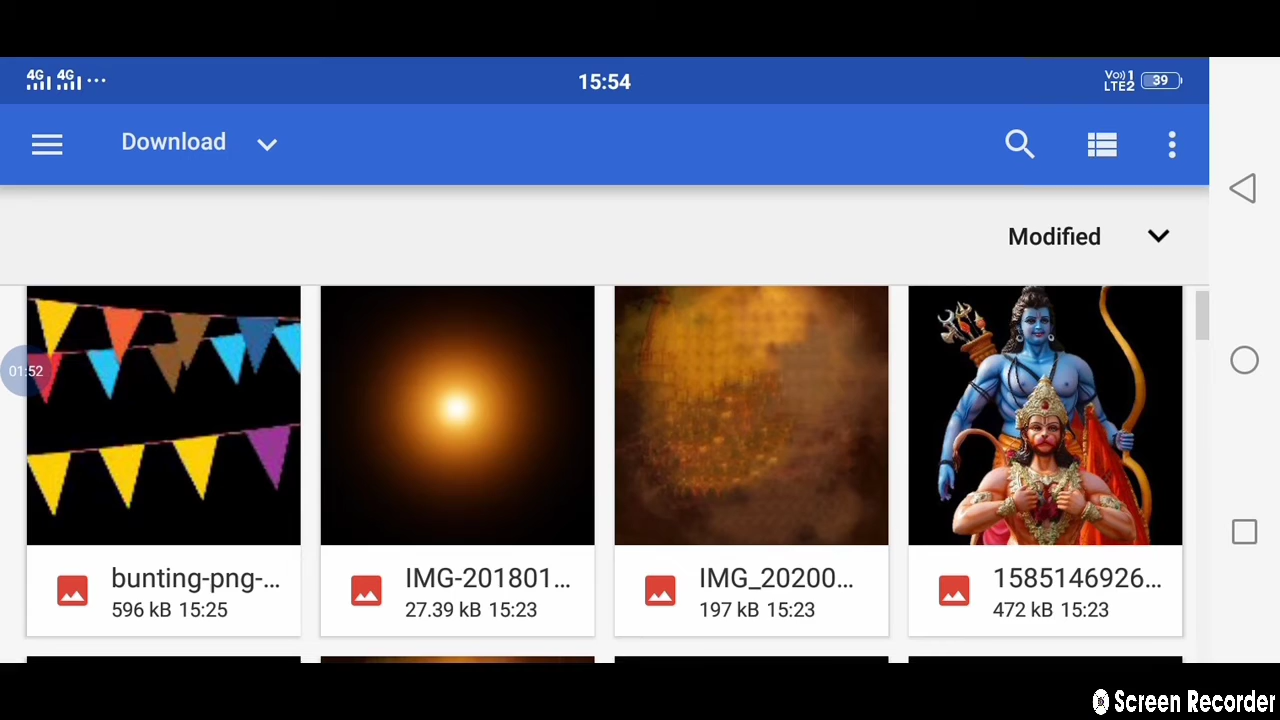 4G 4G ... 15:54 Vo))1 LTE2 39
Download
Modified
01:52
bunting-png-... IMG-201801... IMG_20200... 1585146926...
596 kB 15:25 27.39 kB 15:23 197 kB 15:23 472 kB 15:23
Screen Recorder